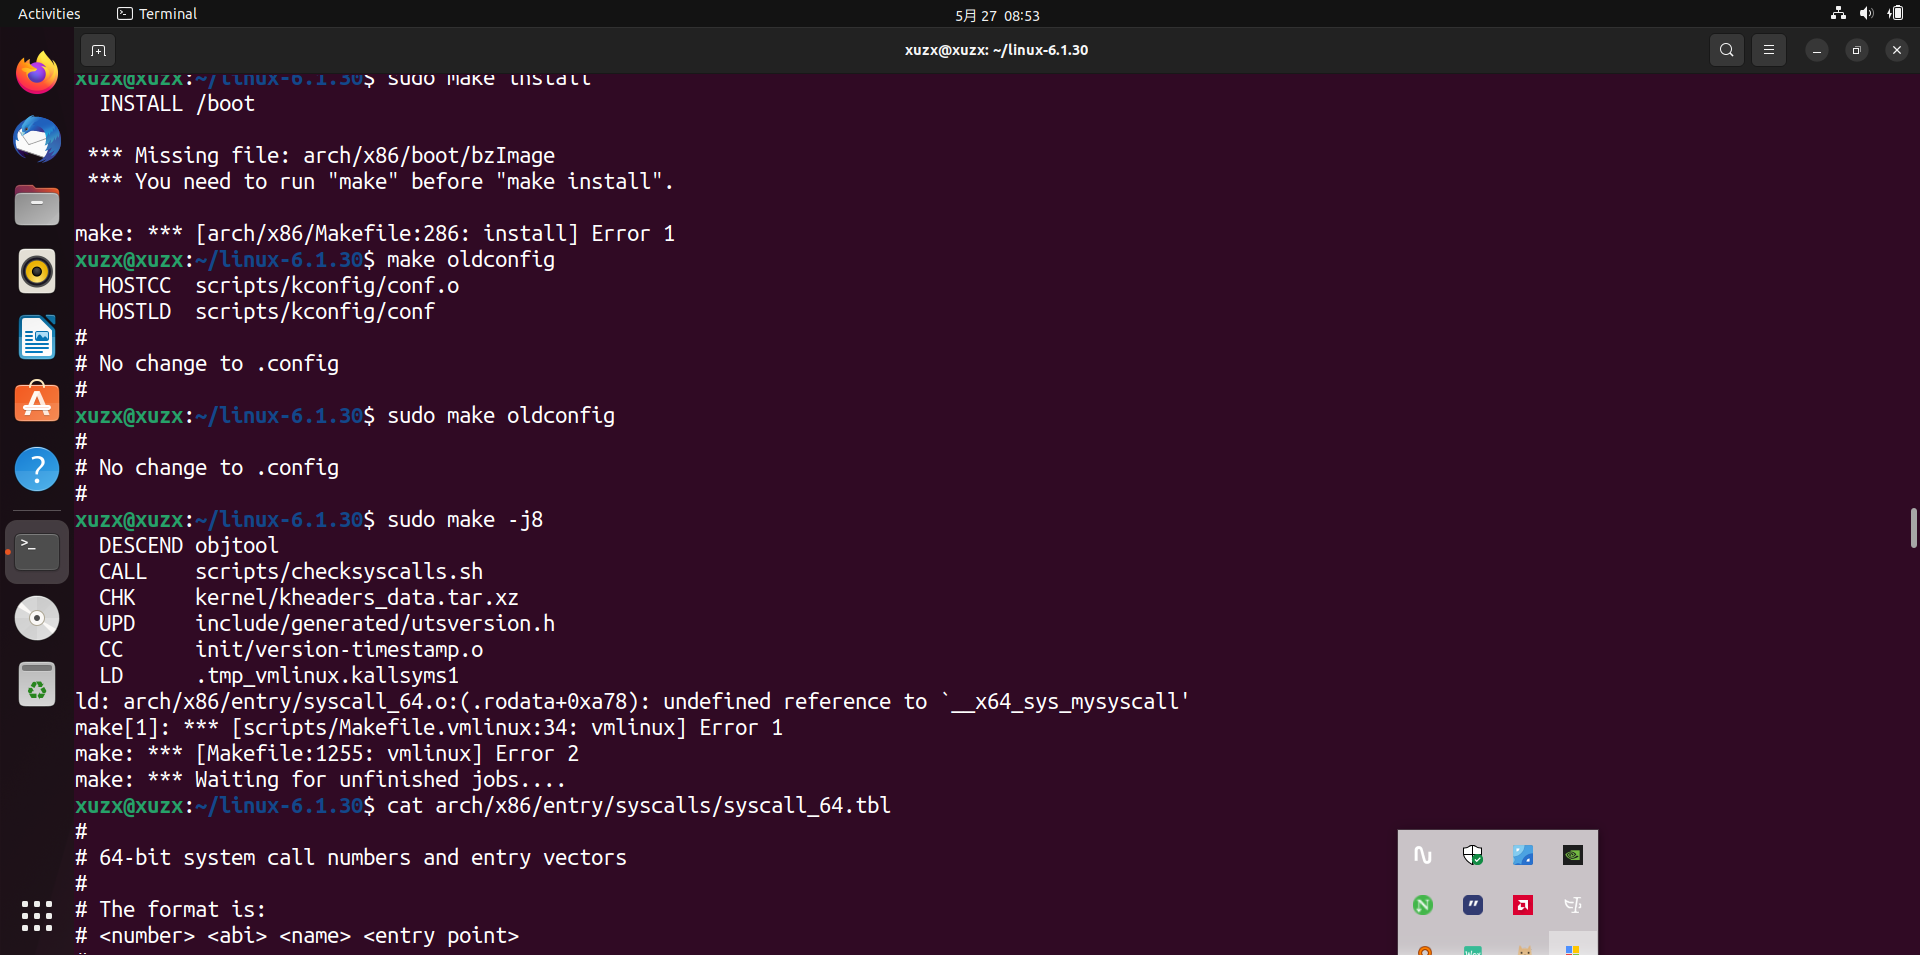 Activities
Terminal
5月 27 08:53
xuzx@xuzx: ~/linux-6.1.30
xuzx@xuzx:~/linux-6.1.30$ sudo make install
  INSTALL /boot
 *** Missing file: arch/x86/boot/bzImage
 *** You need to run "make" before "make install".
make: *** [arch/x86/Makefile:286: install] Error 1
xuzx@xuzx:~/linux-6.1.30$ make oldconfig
  HOSTCC  scripts/kconfig/conf.o
  HOSTLD  scripts/kconfig/conf
#
# No change to .config
#
xuzx@xuzx:~/linux-6.1.30$ sudo make oldconfig
#
# No change to .config
#
xuzx@xuzx:~/linux-6.1.30$ sudo make -j8
  DESCEND objtool
  CALL    scripts/checksyscalls.sh
  CHK     kernel/kheaders_data.tar.xz
  UPD     include/generated/utsversion.h
  CC      init/version-timestamp.o
  LD      .tmp_vmlinux.kallsyms1
ld: arch/x86/entry/syscall_64.o:(.rodata+0xa78): undefined reference to `__x64_sys_mysyscall'
make[1]: *** [scripts/Makefile.vmlinux:34: vmlinux] Error 1
make: *** [Makefile:1255: vmlinux] Error 2
make: *** Waiting for unfinished jobs....
xuzx@xuzx:~/linux-6.1.30$ cat arch/x86/entry/syscalls/syscall_64.tbl
#
# 64-bit system call numbers and entry vectors
#
# The format is:
# <number> <abi> <name> <entry point>